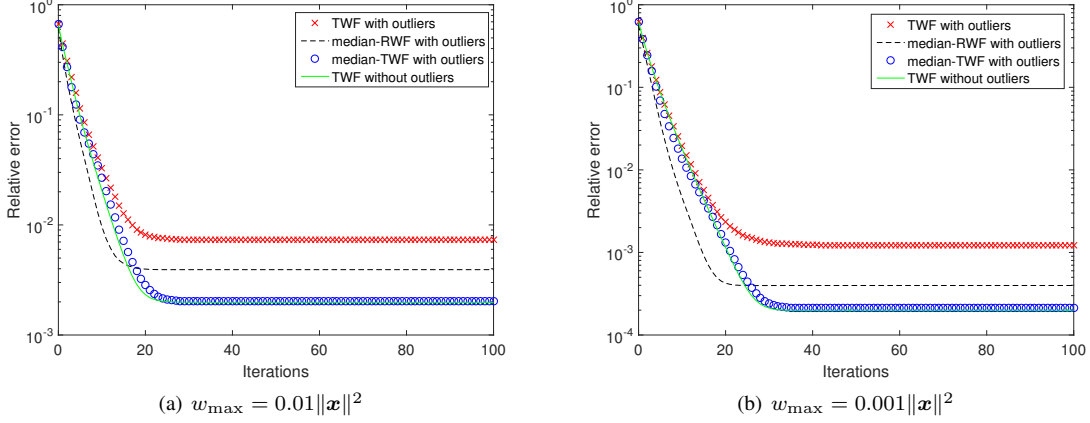 10^0
10^-1
10^-2
10^-3
Relative error
0 20 40 60 80 100
Iterations
TWF with outliers
median-RWF with outliers
median-TWF with outliers
TWF without outliers
(a) w_max = 0.01‖x‖^2
10^0
10^-1
10^-2
10^-3
10^-4
Relative error
0 20 40 60 80 100
Iterations
TWF with outliers
median-RWF with outliers
median-TWF with outliers
TWF without outliers
(b) w_max = 0.001‖x‖^2